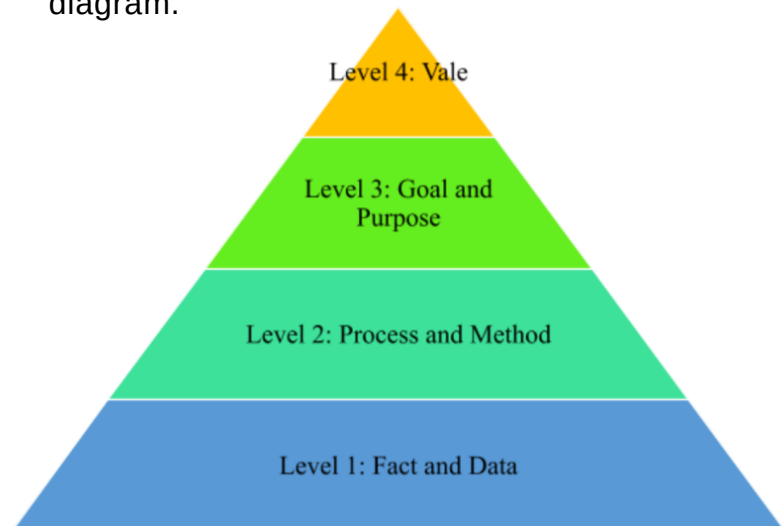 diagram.
Level 4: Vale
Level 3: Goal and
Purpose
Level 2: Process and Method
Level 1: Fact and Data